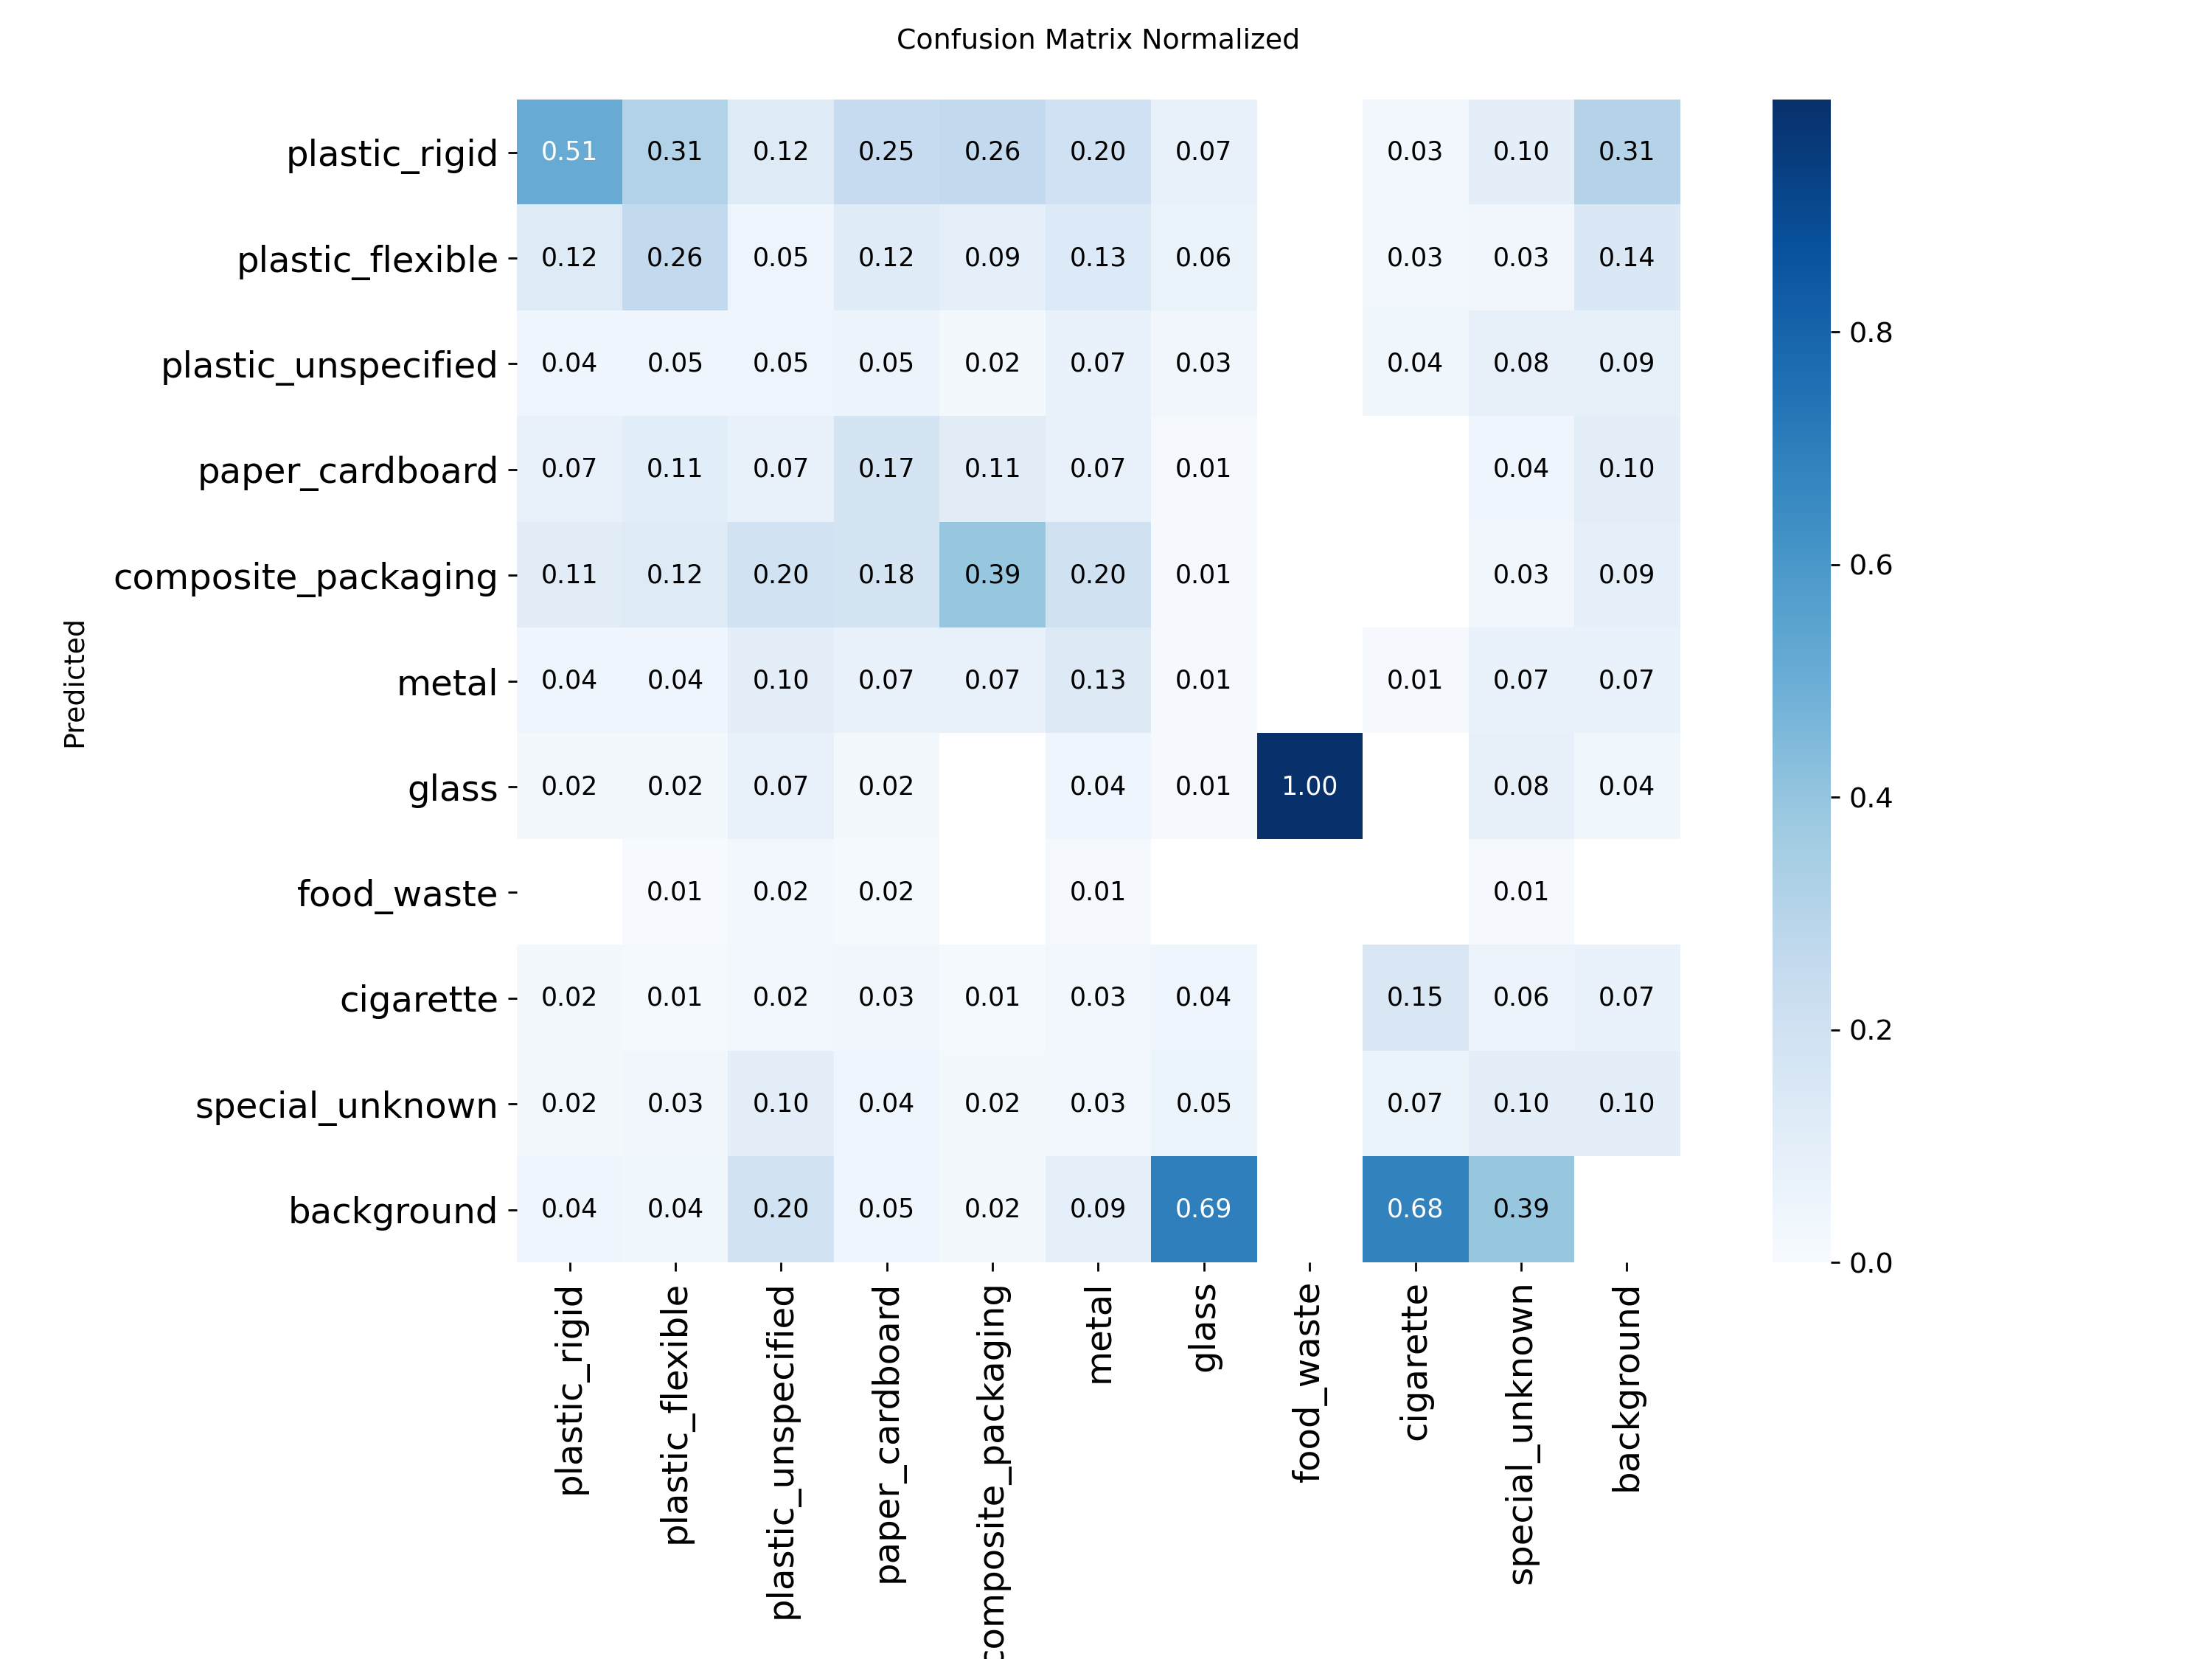 Confusion Matrix Normalized
plastic_rigid 0.51 0.31 0.12 0.25 0.26 0.20 0.07 0.03 0.10 0.31
plastic_flexible 0.12 0.26 0.05 0.12 0.09 0.13 0.06 0.03 0.03 0.14
plastic_unspecified 0.04 0.05 0.05 0.05 0.02 0.07 0.03 0.04 0.08 0.09
paper_cardboard 0.07 0.11 0.07 0.17 0.11 0.07 0.01 0.04 0.10
composite_packaging 0.11 0.12 0.20 0.18 0.39 0.20 0.01 0.03 0.09
metal 0.04 0.04 0.10 0.07 0.07 0.13 0.01 0.01 0.07 0.07
glass 0.02 0.02 0.07 0.02 0.04 0.01 1.00 0.08 0.04
food_waste 0.01 0.02 0.02 0.01 0.01
cigarette 0.02 0.01 0.02 0.03 0.01 0.03 0.04 0.15 0.06 0.07
special_unknown 0.02 0.03 0.10 0.04 0.02 0.03 0.05 0.07 0.10 0.10
background 0.04 0.04 0.20 0.05 0.02 0.09 0.69 0.68 0.39
Predicted
plastic_rigid
plastic_flexible
plastic_unspecified
paper_cardboard
composite_packaging
metal
glass
food_waste
cigarette
special_unknown
background
0.8
0.6
0.4
0.2
0.0